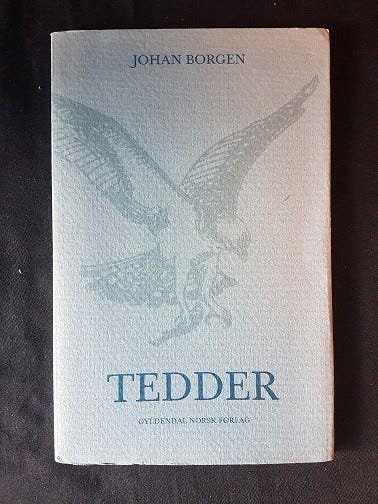 JOHAN BORGEN
TEDDER
GYLDENDAL NORSK FORLAG